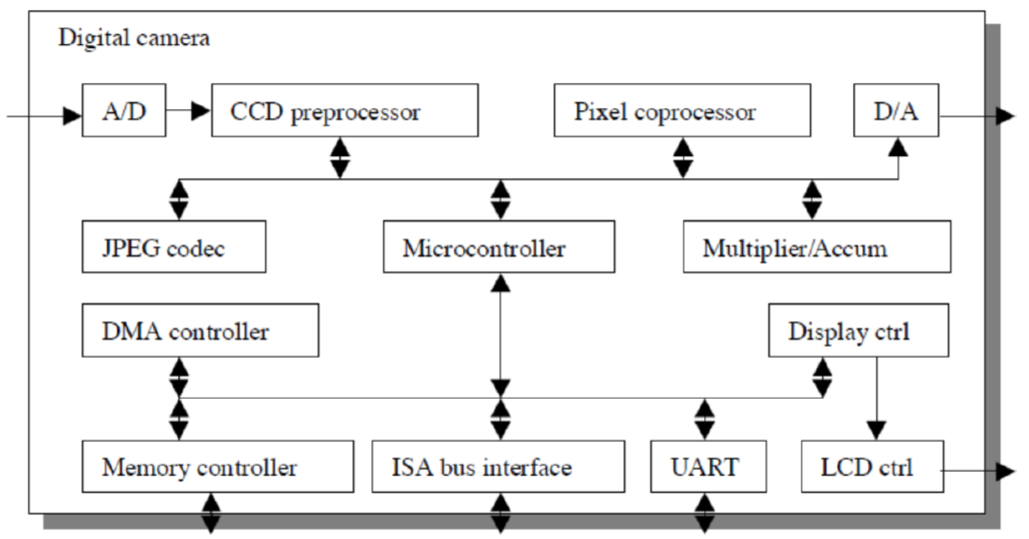 Digital camera
A/D
CCD preprocessor
Pixel coprocessor
D/A
JPEG codec
Microcontroller
Multiplier/Accum
DMA controller
Display ctrl
Memory controller
ISA bus interface
UART
LCD ctrl